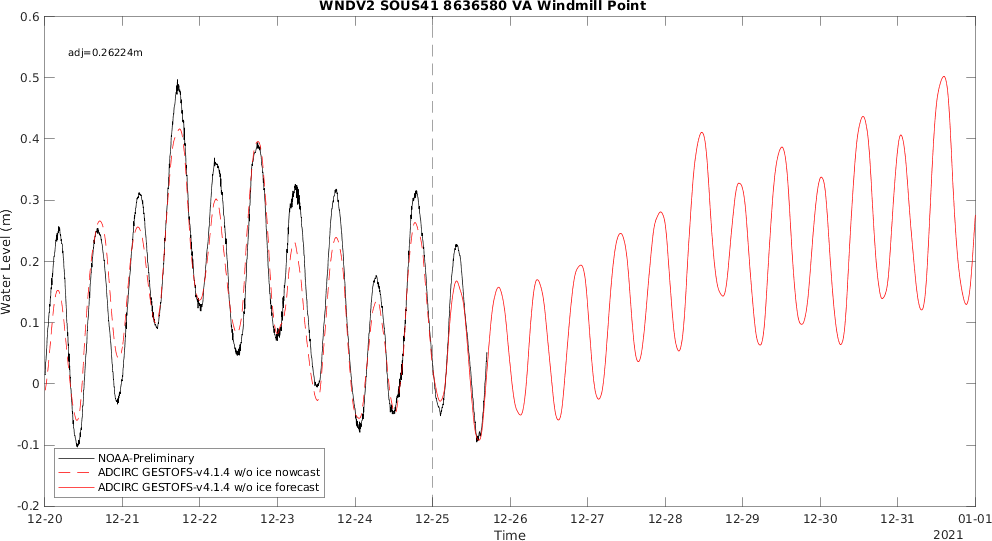 WNDV2 SOUS41 8636580 VA Windmill Point
adj=0.26224m
Water Level (m)
0.6
0.5
0.4
0.3
0.2
0.1
0
-0.1
-0.2
NOAA-Preliminary
ADCIRC GESTOFS-v4.1.4 w/o ice nowcast
ADCIRC GESTOFS-v4.1.4 w/o ice forecast
12-20 12-21 12-22 12-23 12-24 12-25 12-26 12-27 12-28 12-29 12-30 12-31 01-01
Time
2021